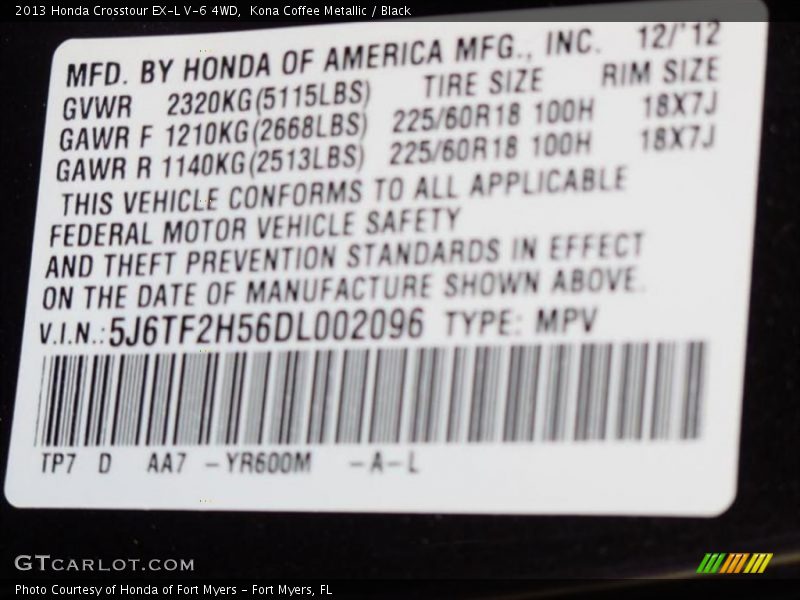 2013 Honda Crosstour EX-L V-6 4WD,  Kona Coffee Metallic / Black
MFD. BY HONDA OF AMERICA MFG., INC. 12/'12
GVWR 2320KG(5115LBS) TIRE SIZE RIM SIZE
GAWR F 1210KG(2668LBS) 225/60R18 100H 18X7J
GAWR R 1140KG(2513LBS) 225/60R18 100H 18X7J
THIS VEHICLE CONFORMS TO ALL APPLICABLE
FEDERAL MOTOR VEHICLE SAFETY
AND THEFT PREVENTION STANDARDS IN EFFECT
ON THE DATE OF MANUFACTURE SHOWN ABOVE.
V.I.N.:5J6TF2H56DL002096 TYPE: MPV
TP7 D AA7 -YR600M -A-L
GTCARLOT.COM
Photo Courtesy of Honda of Fort Myers - Fort Myers, FL